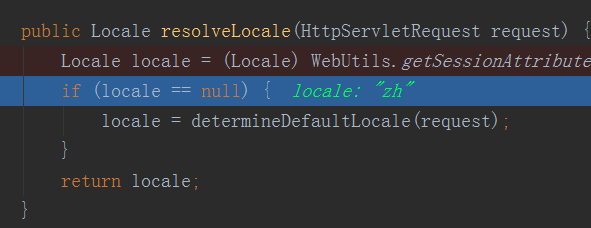 public Locale resolveLocale(HttpServletRequest request) {
Locale locale = (Locale) WebUtils.getSessionAttribute
if (locale == null) { locale: "zh"
locale = determineDefaultLocale(request);
}
return locale;
}